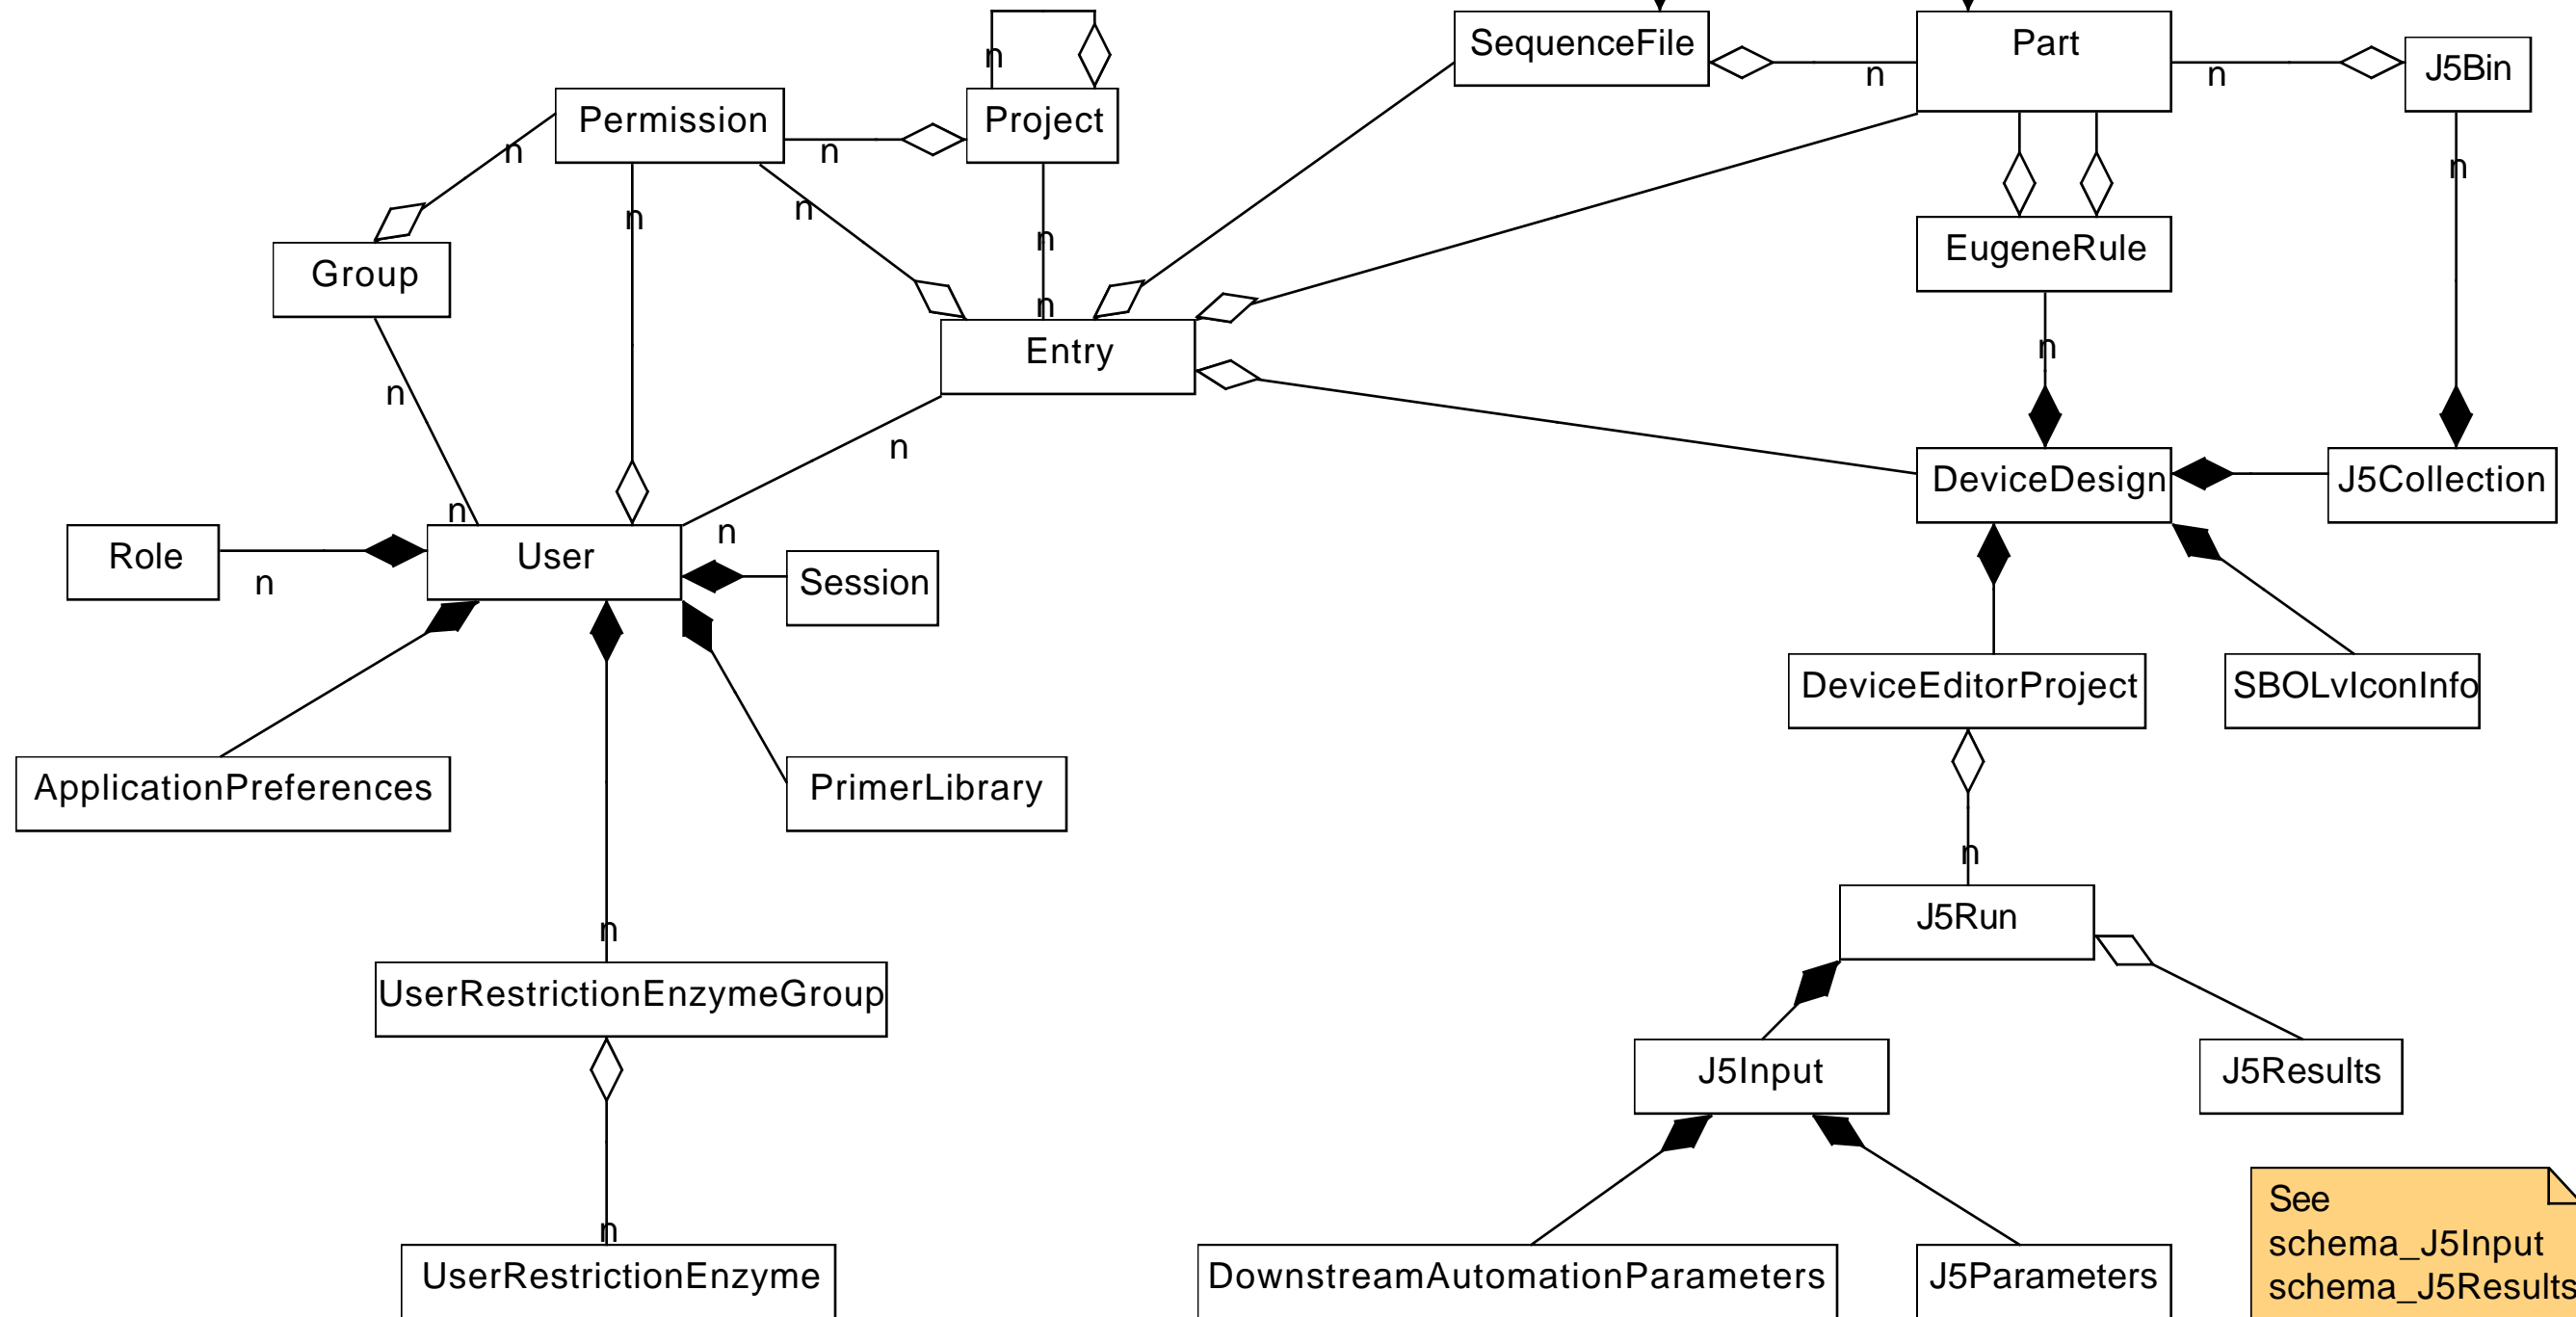 n
SequenceFile
n
Part
n
J5Bin
Permission
n
Project
n
n
n
n
n
Group
n
EugeneRule
n
Entry
n
n
n
DeviceDesign
J5Collection
n
Role
n
User
n
Session
DeviceEditorProject
SBOLvIconInfo
ApplicationPreferences
PrimerLibrary
n
J5Run
n
UserRestrictionEnzymeGroup
J5Input
J5Results
n
UserRestrictionEnzyme
DownstreamAutomationParameters
J5Parameters
See
schema_J5Input
schema_J5Results